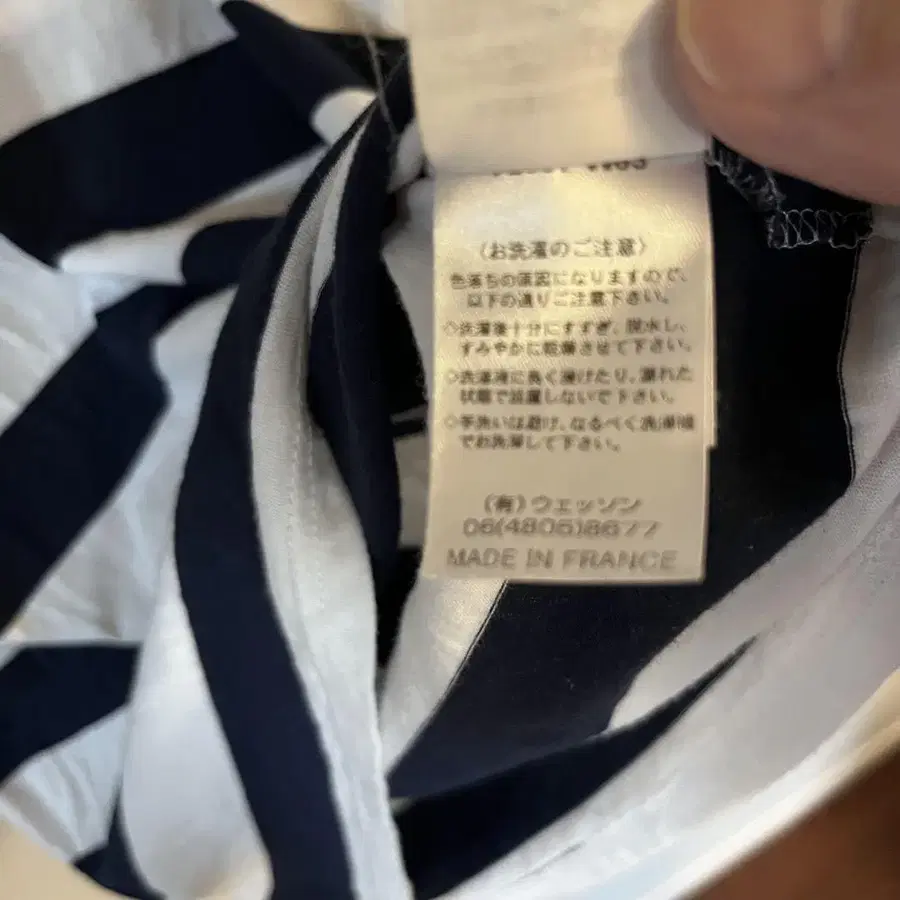 〈お洗濯のご注意〉
色落ちの原因になりますので、
以下の通りご注意下さい。
◇洗濯後十分にすすぎ、脱水し、
すみやかに乾燥させて下さい。
◇洗濯液に長く浸けたり、濡れた
状態で放置しないで下さい。
◇手洗いは避け、なるべく洗濯機
でお洗濯して下さい。
(有)ウェッソン
06(4805)8677
MADE IN FRANCE